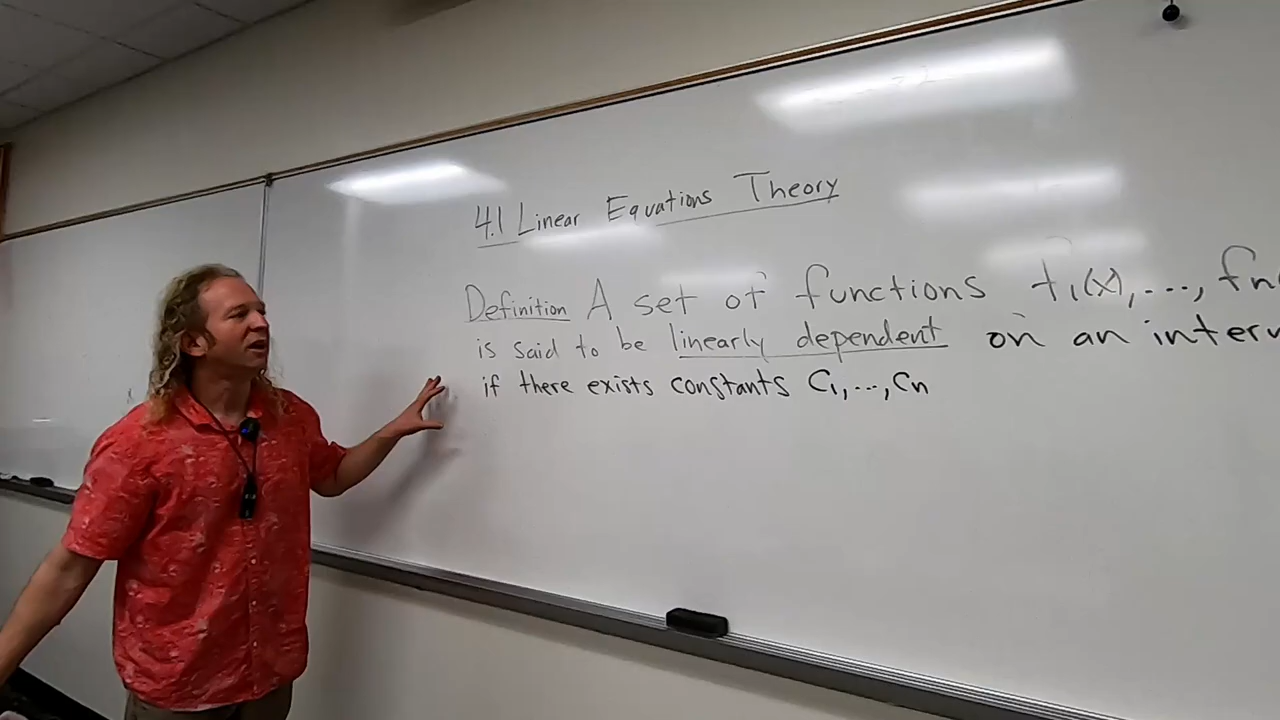 4.1 Linear Equations Theory
Definition A set of functions f₁(x),..., fn(
is said to be linearly dependent on an interv
if there exists constants C₁,...,Cn